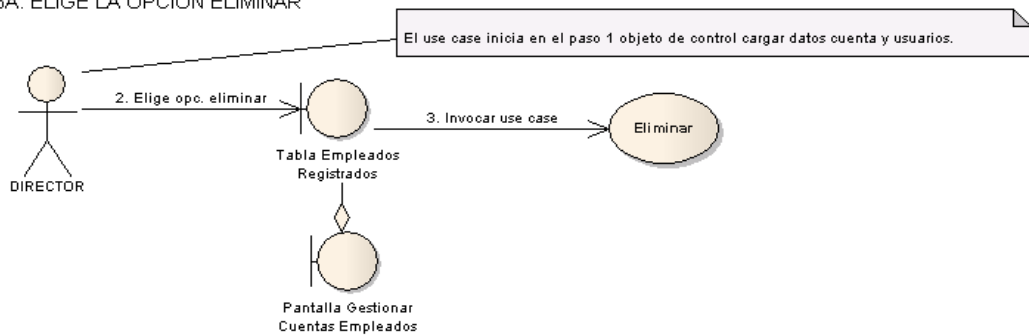 ELIGE LA OPCION ELIMINAR
El use case inicia en el paso 1 objeto de control cargar datos cuenta y usuarios.
2. Elige opc. eliminar
3. Invocar use case
Eliminar
Tabla Empleados
Registrados
DIRECTOR
Pantalla Gestionar
Cuentas Empleados